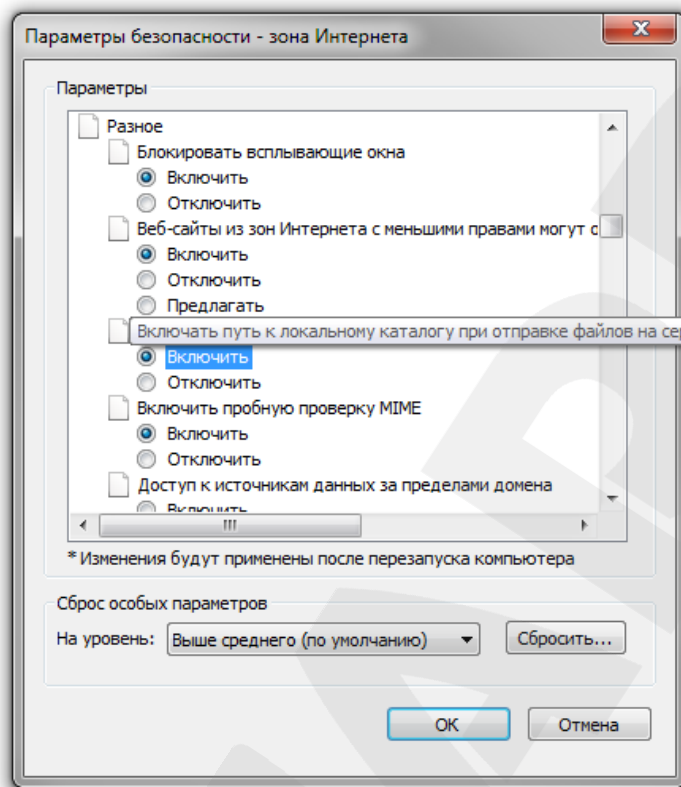 Параметры безопасности - зона Интернета
Параметры
Разное
Блокировать всплывающие окна
Включить
Отключить
Веб-сайты из зон Интернета с меньшими правами могут
Включить
Отключить
Предлагать
Включать путь к локальному каталогу при отправке файлов на
Включить
Отключить
Включить пробную проверку MIME
Включить
Отключить
Доступ к источникам данных за пределами домена
Включить
* Изменения будут применены после перезапуска компьютера
Сброс особых параметров
На уровень: Выше среднего (по умолчанию) Сбросить...
ОК Отмена